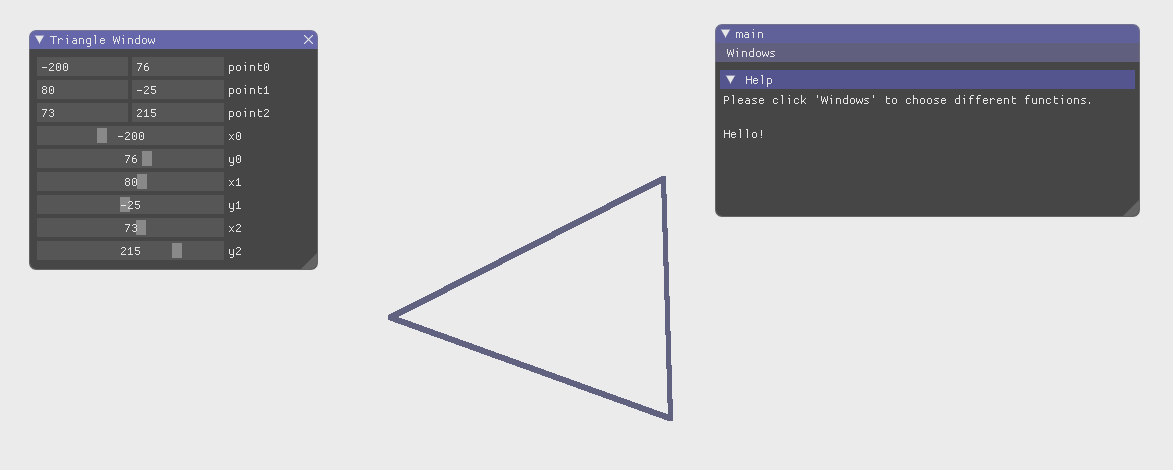 Triangle Window
-200 76 point0
80 -25 point1
73 215 point2
-200 x0
76 y0
80 x1
-25 y1
73 x2
215 y2
main
Windows
Help
Please click 'Windows' to choose different functions.
Hello!